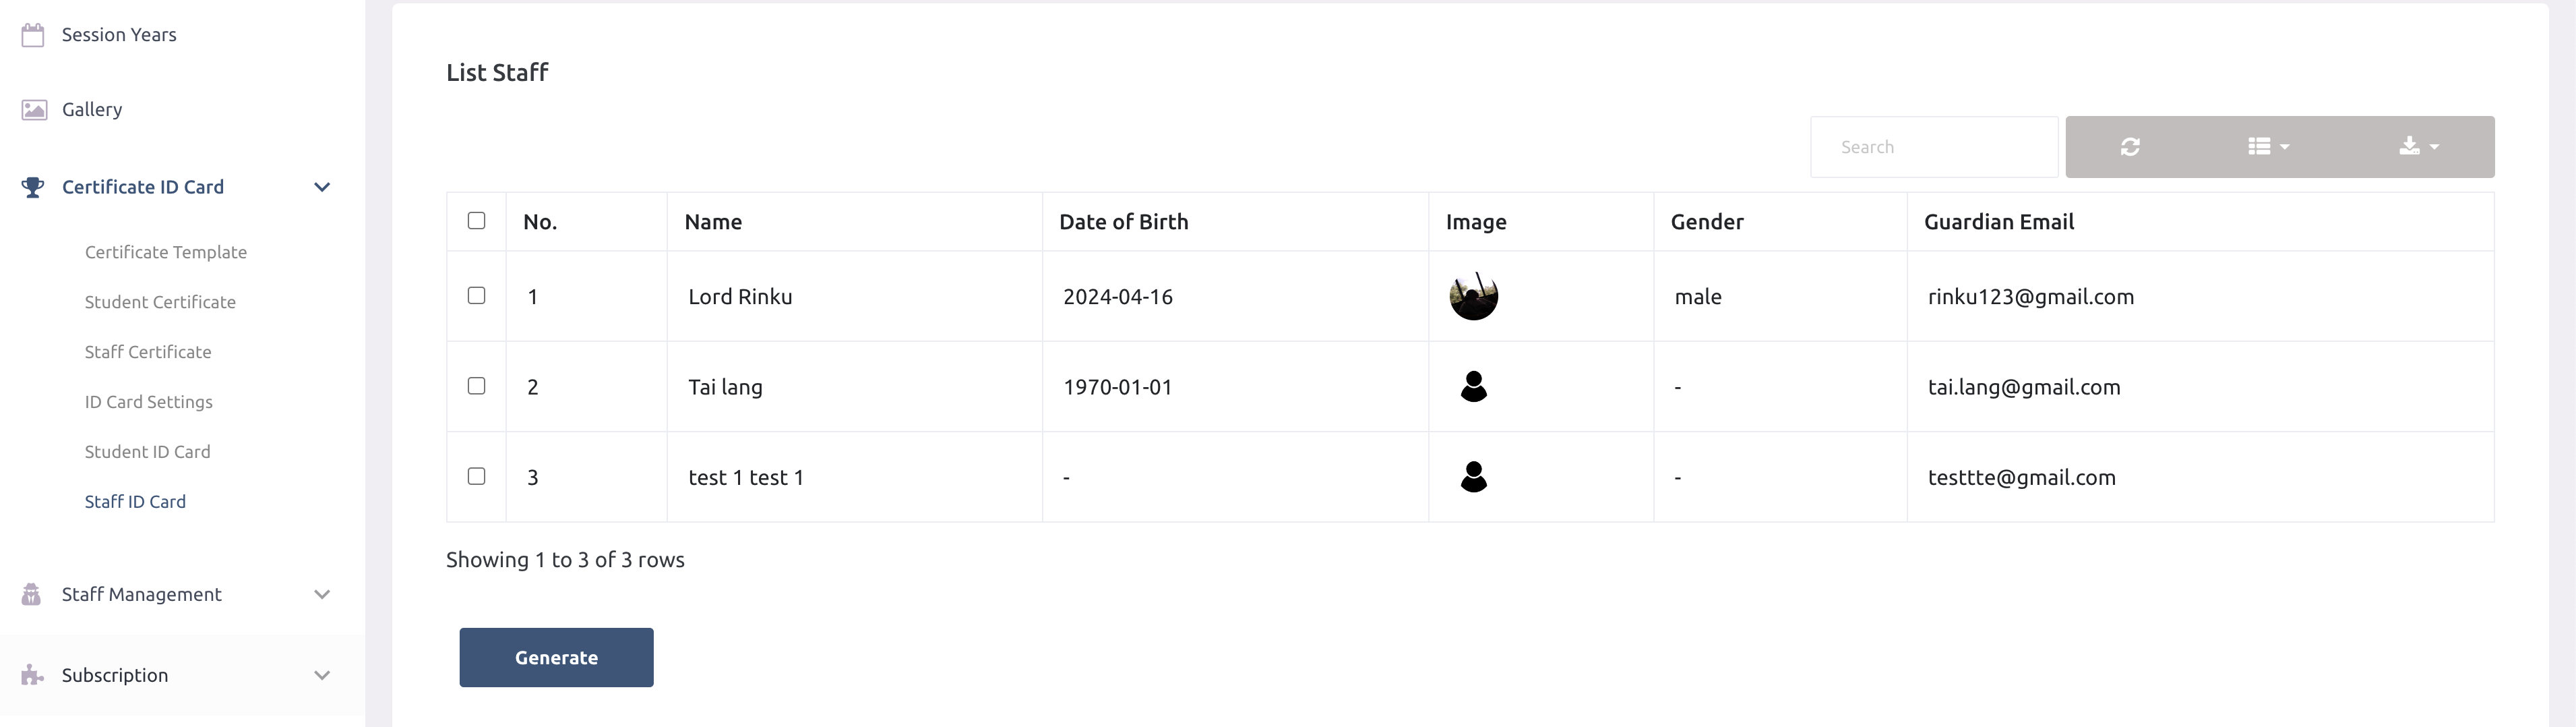 Session Years
Gallery
Certificate ID Card
Certificate Template
Student Certificate
Staff Certificate
ID Card Settings
Student ID Card
Staff ID Card
Staff Management
Subscription
List Staff
Search
No. Name Date of Birth Image Gender Guardian Email
1 Lord Rinku 2024-04-16 male rinku123@gmail.com
2 Tai lang 1970-01-01 - tai.lang@gmail.com
3 test 1 test 1 - - testtte@gmail.com
Showing 1 to 3 of 3 rows
Generate